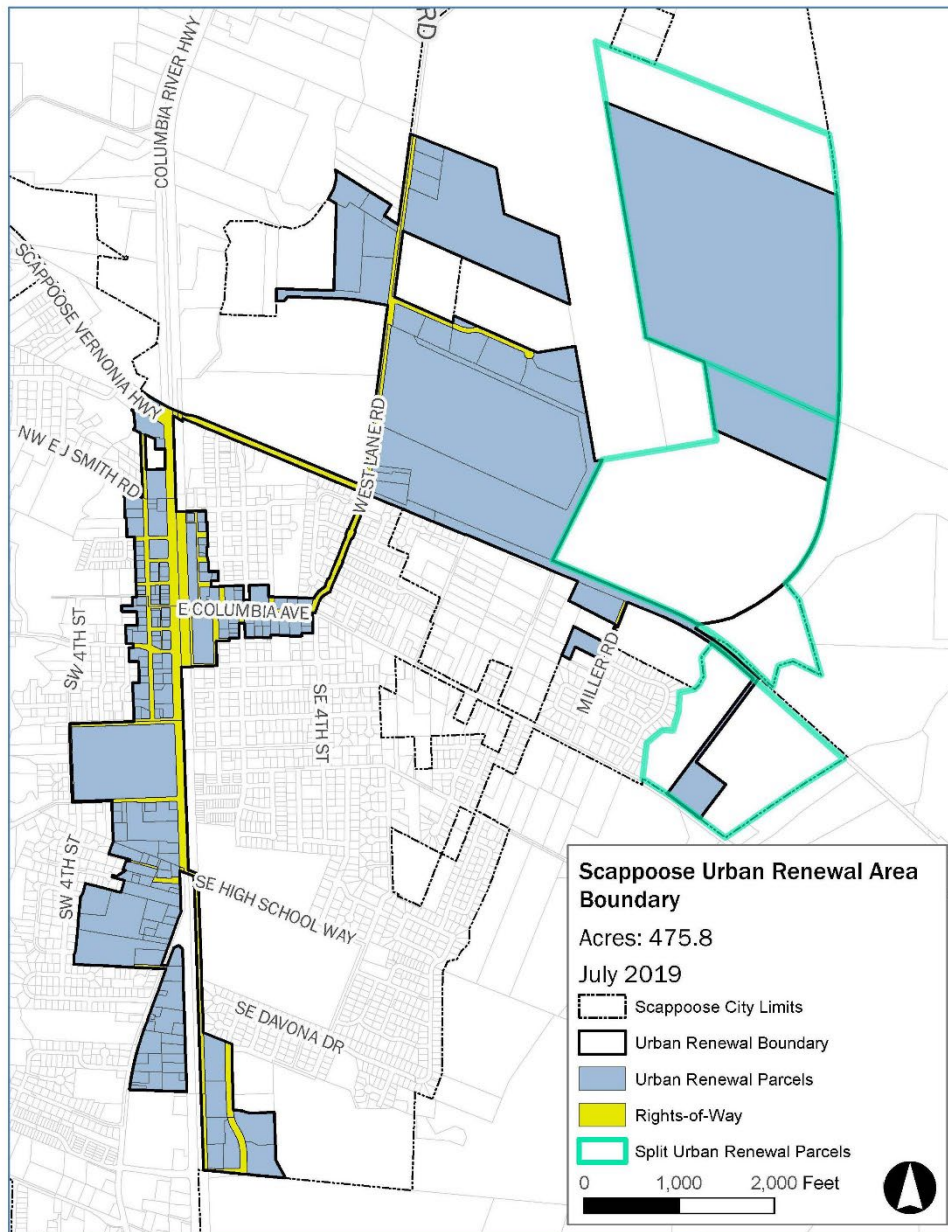 RD
COLUMBIA RIVER HWY
SCAPPOOSE VERNONIA HWY
NW E J SMITH RD
WEST LANE RD
E COLUMBIA AVE
SW 4TH ST
SE 4TH ST
MILLER RD
SW 4TH ST
SE HIGH SCHOOL WAY
SE DAVONA DR
Scappoose Urban Renewal Area
Boundary
Acres: 475.8
July 2019
Scappoose City Limits
Urban Renewal Boundary
Urban Renewal Parcels
Rights-of-Way
Split Urban Renewal Parcels
0 1,000 2,000 Feet